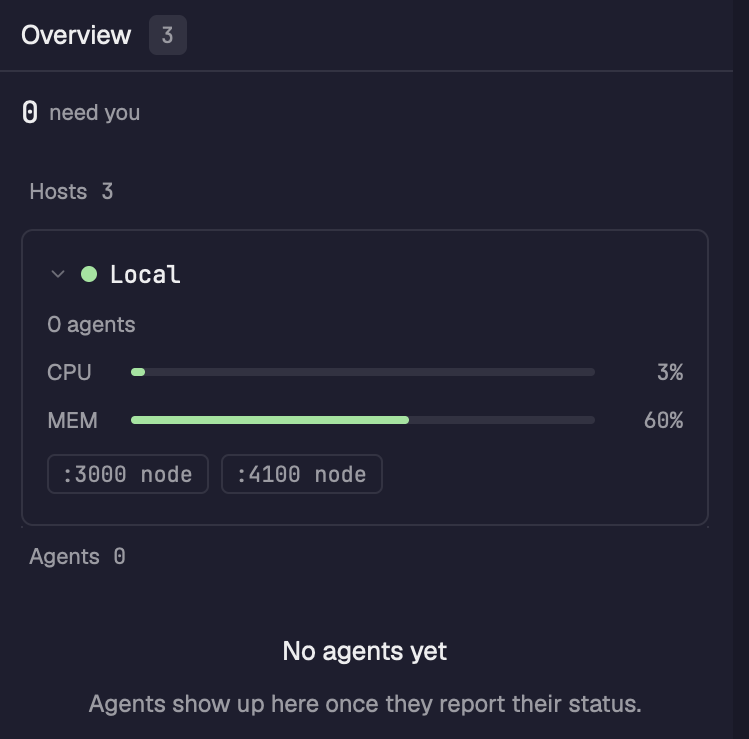 Overview 3
0 need you
Hosts 3
Local
0 agents
CPU 3%
MEM 60%
:3000 node :4100 node
Agents 0
No agents yet
Agents show up here once they report their status.